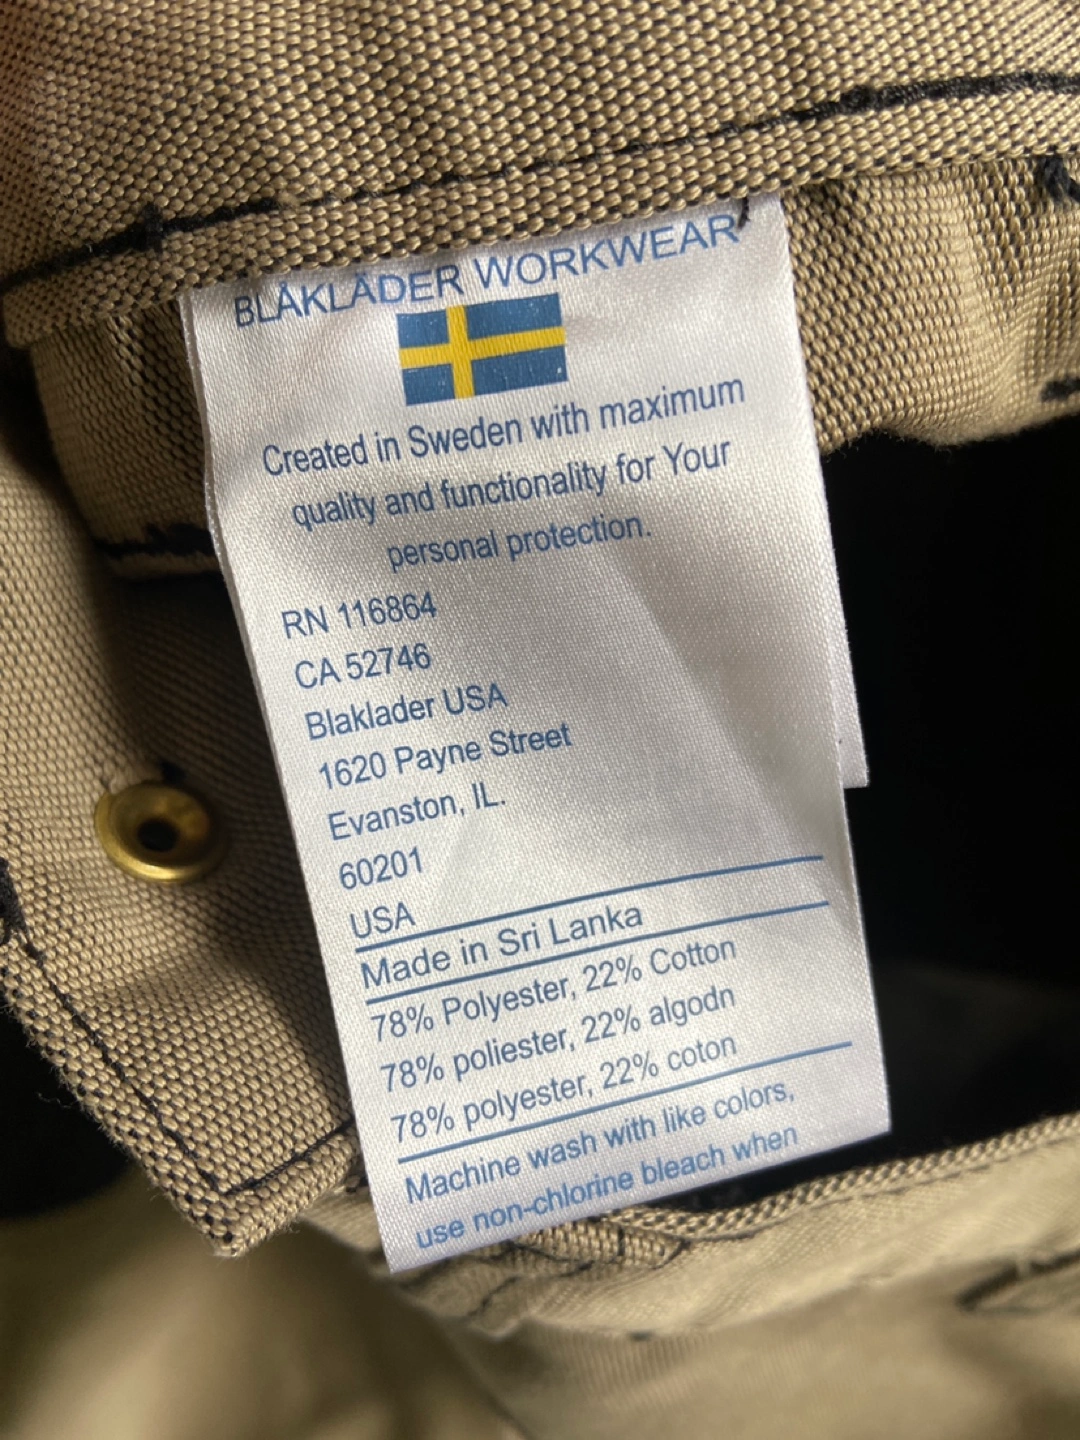 BLÅKLÄDER WORKWEAR
Created in Sweden with maximum
quality and functionality for Your
personal protection.
RN 116864
CA 52746
Blaklader USA
1620 Payne Street
Evanston, IL.
60201
USA
Made in Sri Lanka
78% Polyester, 22% Cotton
78% poliester, 22% algodn
78% polyester, 22% coton
Machine wash with like colors,
use non-chlorine bleach when